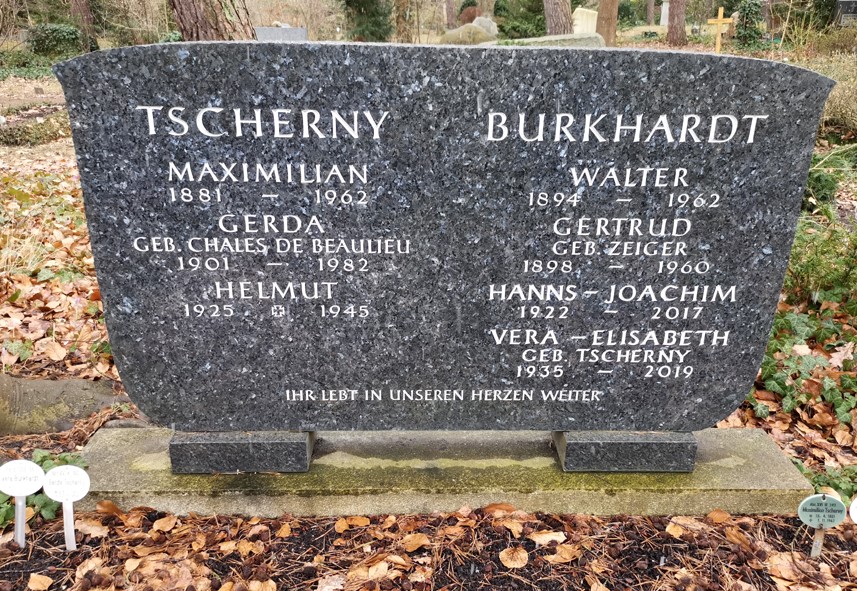 TSCHERNY
MAXIMILIAN
1881 – 1962
GERDA
GEB. CHALES DE BEAULIEU
1901 – 1982
HELMUT
1925 ✠ 1945
BURKHARDT
WALTER
1894 – 1962
GERTRUD
GEB. ZEIGER
1898 – 1960
HANNS – JOACHIM
1922 – 2017
VERA – ELISABETH
GEB. TSCHERNY
1935 – 2019
IHR LEBT IN UNSEREN HERZEN WEITER
Maximilian Tscherny